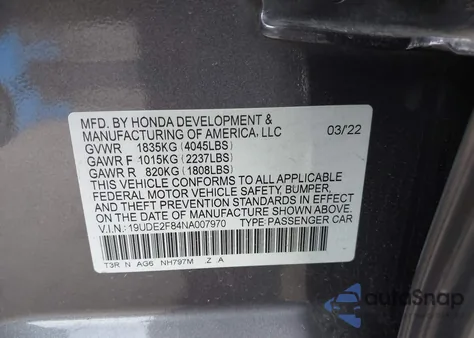 MFD. BY HONDA DEVELOPMENT &
MANUFACTURING OF AMERICA, LLC 03/22
GVWR 1835KG (4045LBS)
GAWR F 1015KG (2237LBS)
GAWR R 820KG (1808LBS)
THIS VEHICLE CONFORMS TO ALL APPLICABLE
FEDERAL MOTOR VEHICLE SAFETY, BUMPER,
AND THEFT PREVENTION STANDARDS IN EFFECT
ON THE DATE OF MANUFACTURE SHOWN ABOVE.
V.I.N.: 19UDE2F84NA007970 TYPE: PASSENGER CAR
T3R N AG6 NH797M Z A
autoSnap